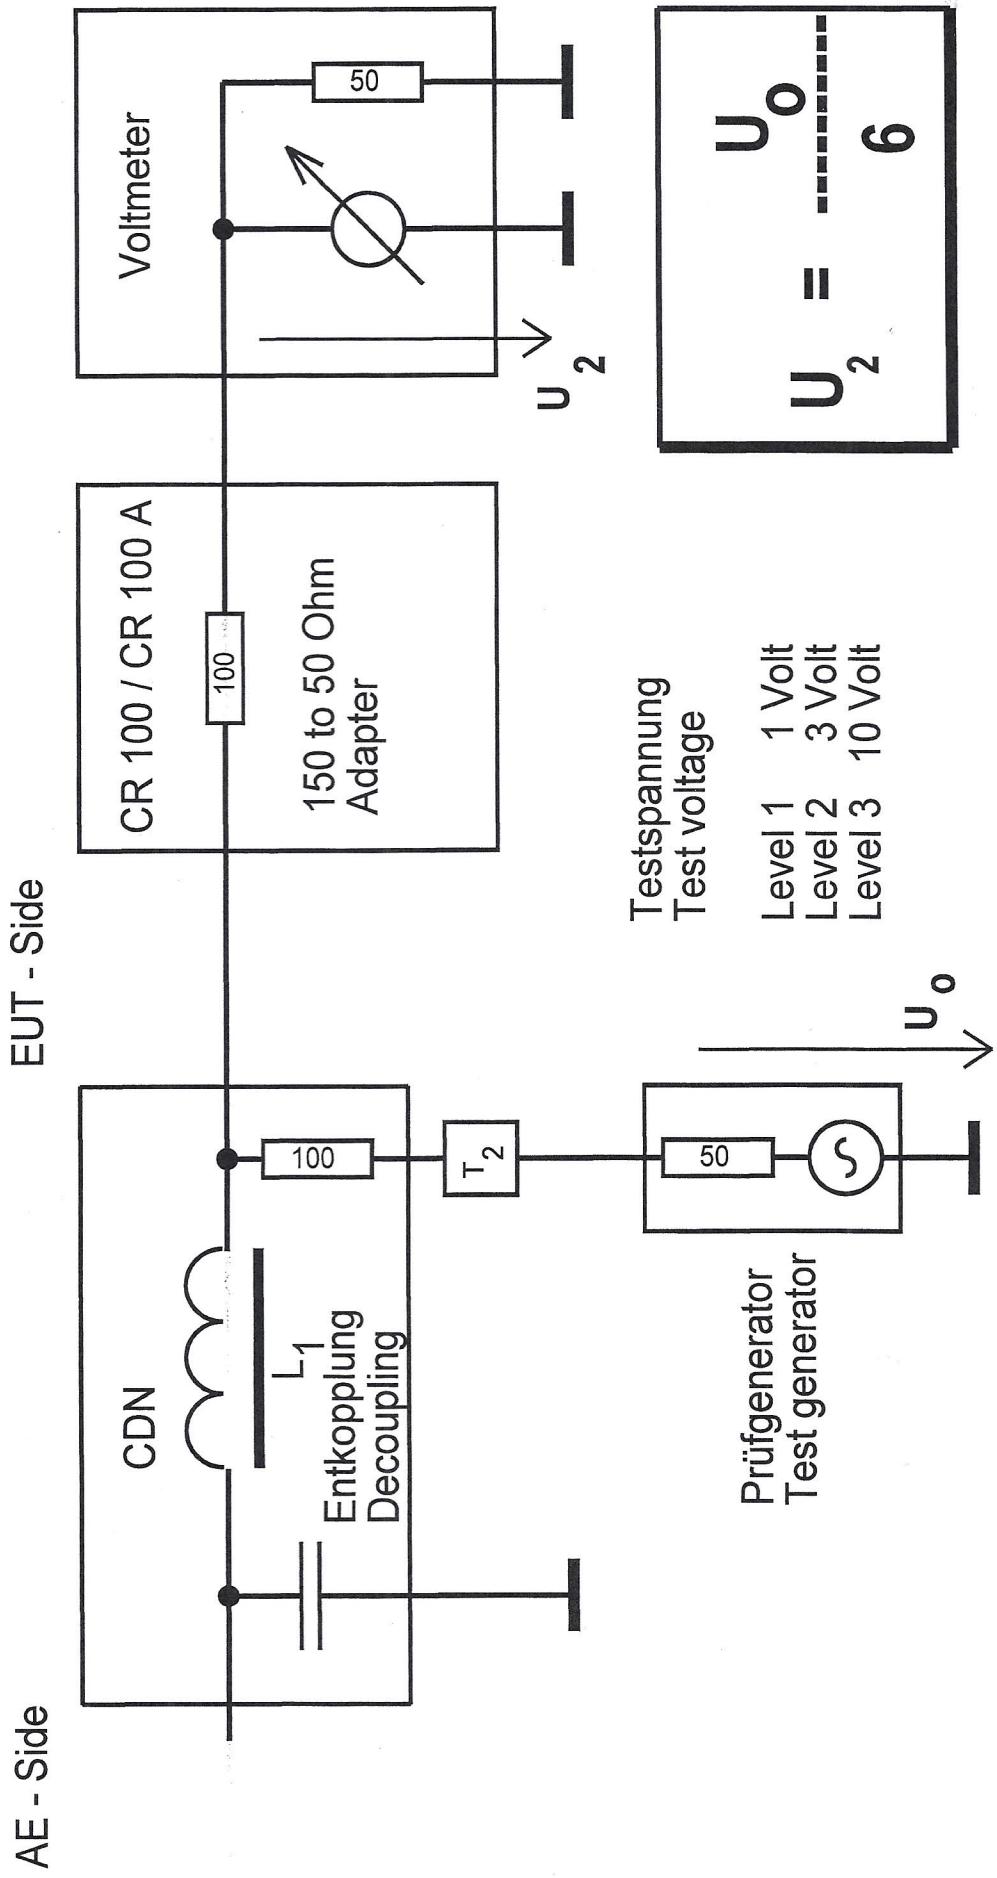 AE - Side
EUT - Side
CDN
L1
Entkopplung
Decoupling
100
T2
50
Prüfgenerator
Test generator
Uo
CR 100 / CR 100 A
100
150 to 50 Ohm
Adapter
Voltmeter
50
U2
Testspannung
Test voltage
Level 1 1 Volt
Level 2 3 Volt
Level 3 10 Volt
U2 = Uo
6